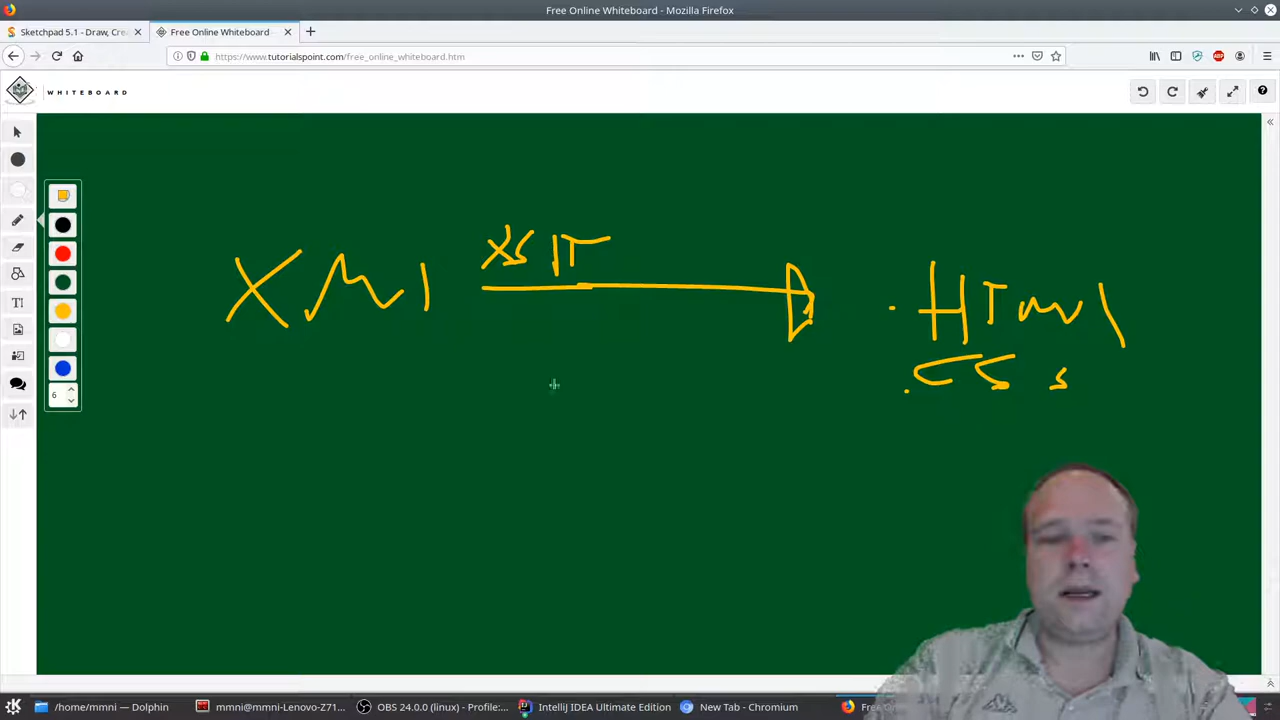 Free Online Whiteboard - Mozilla Firefox
Sketchpad 5.1 - Draw, Cre
Free Online Whiteboard
https://www.tutorialspoint.com/free_online_whiteboard.htm
WHITEBOARD
XSlT
XMl
HTml
CSS
6
/home/mmni — Dolphin
mmni@mmni-Lenovo-Z71
OBS 24.0.0 (linux) - Profile:...
IntelliJ IDEA Ultimate Edition
New Tab - Chromium
Free O